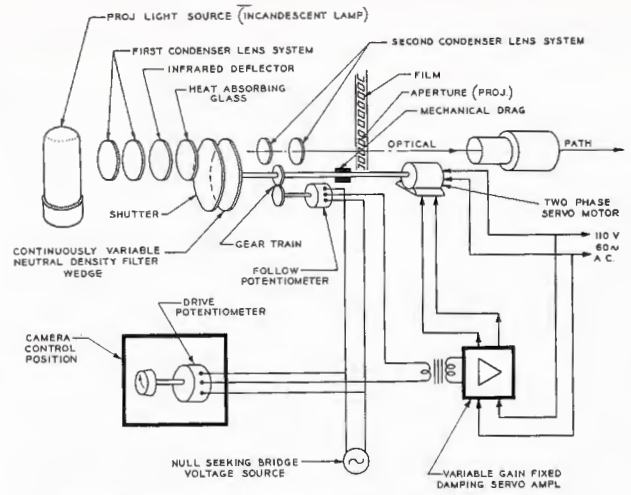 PROJ LIGHT SOURCE (INCANDESCENT LAMP)
FIRST CONDENSER LENS SYSTEM
SECOND CONDENSER LENS SYSTEM
INFRARED DEFLECTOR
FILM
HEAT ABSORBING
GLASS
APERTURE (PROJ.)
MECHANICAL DRAG
OPTICAL
PATH
SHUTTER
GEAR TRAIN
TWO PHASE
SERVO MOTOR
CONTINUOUSLY VARIABLE
NEUTRAL DENSITY FILTER
WEDGE
FOLLOW
POTENTIOMETER
110 V
60~
A.C.
DRIVE
POTENTIOMETER
CAMERA
CONTROL
POSITION
NULL SEEKING BRIDGE
VOLTAGE SOURCE
VARIABLE GAIN FIXED
DAMPING SERVO AMPL